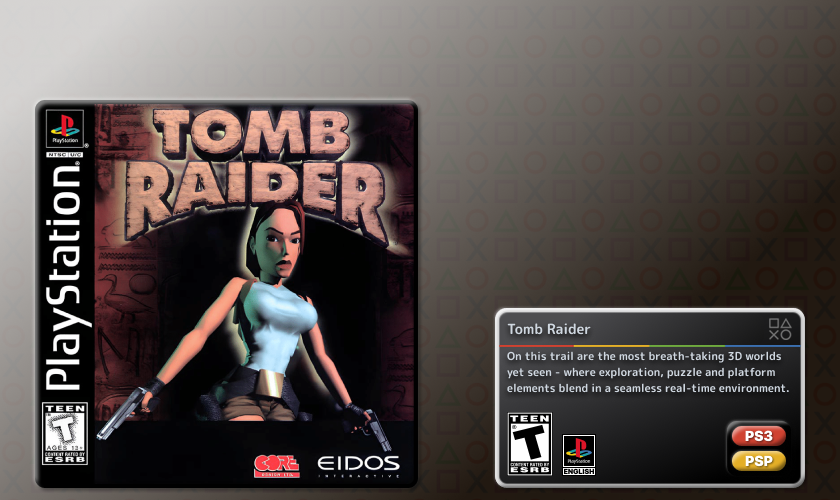 PlayStation
NTSC U/C
PlayStation
TOMB
RAIDER
TEEN
T
AGES 13+
CONTENT RATED BY
ESRB
CORE
DESIGN LTD.
EIDOS
INTERACTIVE
Tomb Raider
On this trail are the most breath-taking 3D worlds
yet seen - where exploration, puzzle and platform
elements blend in a seamless real-time environment.
TEEN
T
CONTENT RATED BY
ESRB
PlayStation
ENGLISH
PS3
PSP